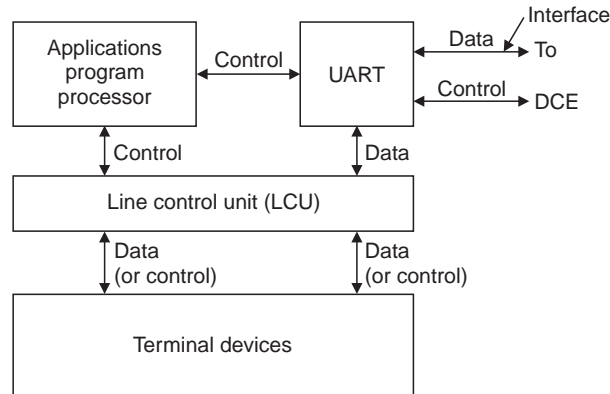 Interface
Applications
program
processor
Control
UART
Data
To
Control
DCE
Control
Data
Line control unit (LCU)
Data
(or control)
Data
(or control)
Terminal devices